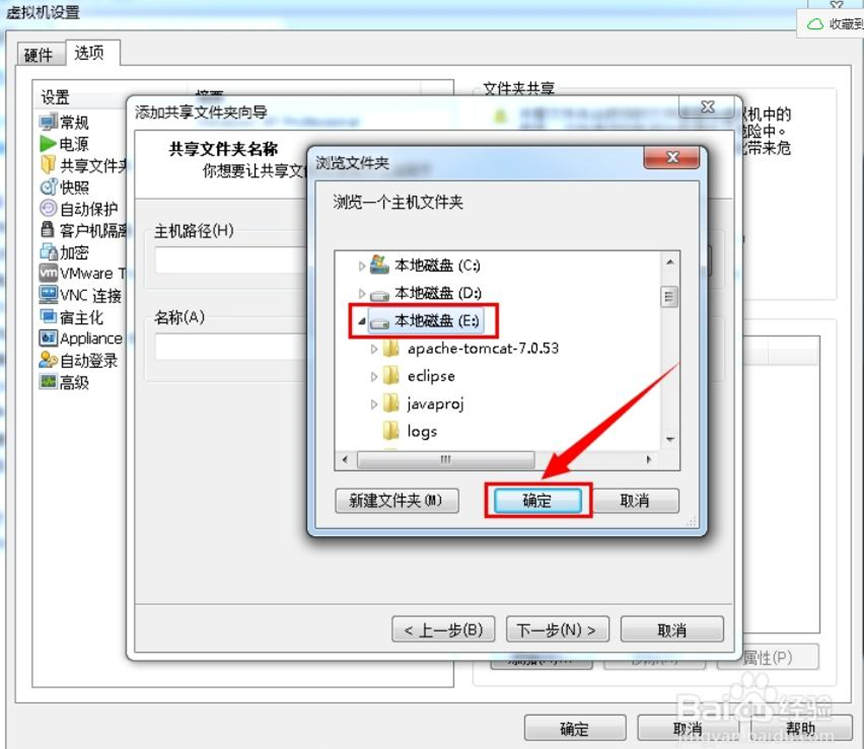 虚拟机设置
收藏到
硬件
选项
设置
摘要
文件夹共享
常规
电源
共享文件夹
快照
自动保护
客户机隔离
加密
VMware T
VNC 连接
宿主化
Appliance
自动登录
高级
添加共享文件夹向导
共享文件夹名称
你想要让共享文
主机路径(H)
名称(A)
拟机中的
危险中。
比带来危
浏览文件夹
浏览一个主机文件夹
本地磁盘 (C:)
本地磁盘 (D:)
本地磁盘 (E:)
apache-tomcat-7.0.53
eclipse
javaproj
logs
新建文件夹(M)
确定
取消
< 上一步(B)
下一步(N) >
取消
属性(P)
确定
取消
帮助
Baidu 经验
jingyan.baidu.com